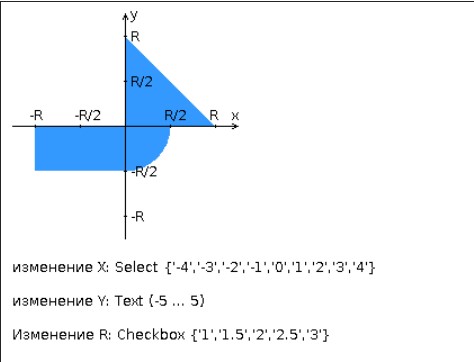 y
R
R/2
-R -R/2 R/2 R x
-R/2
-R
изменение X: Select {'-4','-3','-2','-1','0','1','2','3','4'}
изменение Y: Text (-5 ... 5)
Изменение R: Checkbox {'1','1.5','2','2.5','3'}